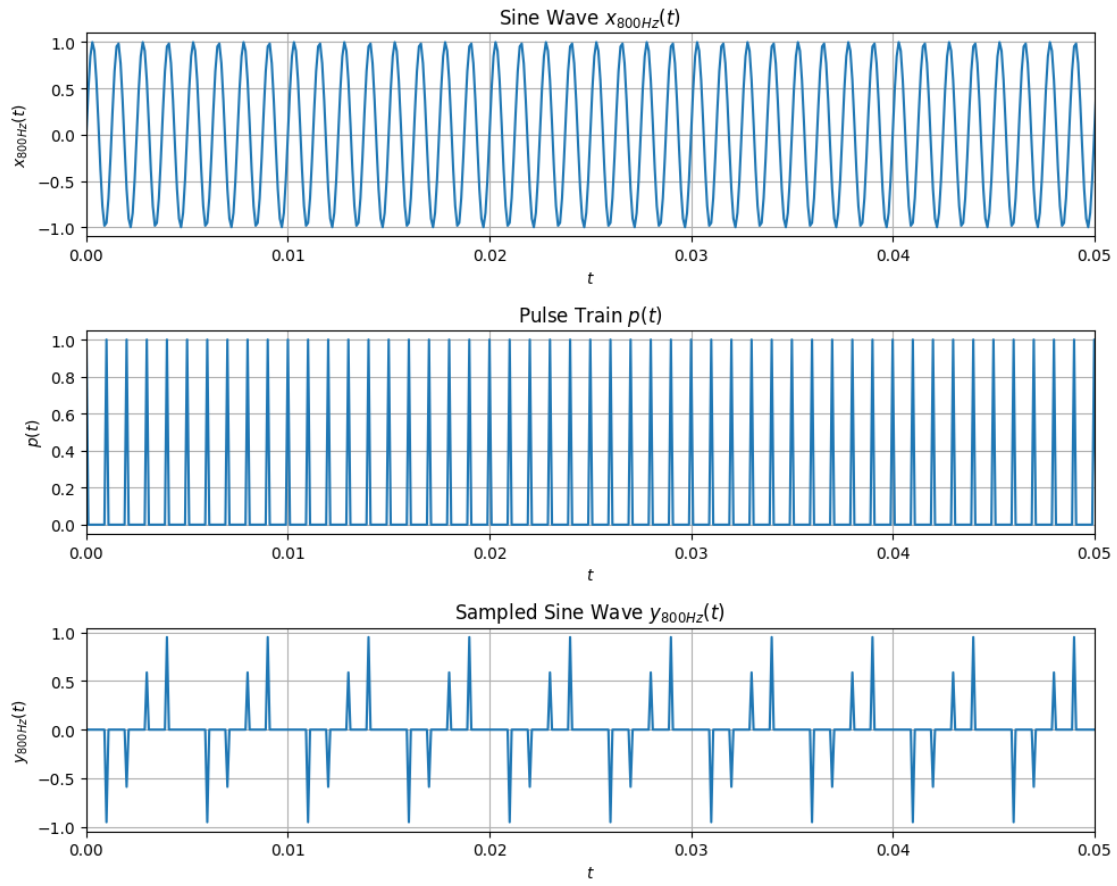 Sine Wave x800Hz(t)
x800Hz(t)
1.0
0.5
0.0
−0.5
−1.0
0.00 0.01 0.02 0.03 0.04 0.05
t
Pulse Train p(t)
p(t)
1.0
0.8
0.6
0.4
0.2
0.0
0.00 0.01 0.02 0.03 0.04 0.05
t
Sampled Sine Wave y800Hz(t)
y800Hz(t)
1.0
0.5
0.0
−0.5
−1.0
0.00 0.01 0.02 0.03 0.04 0.05
t